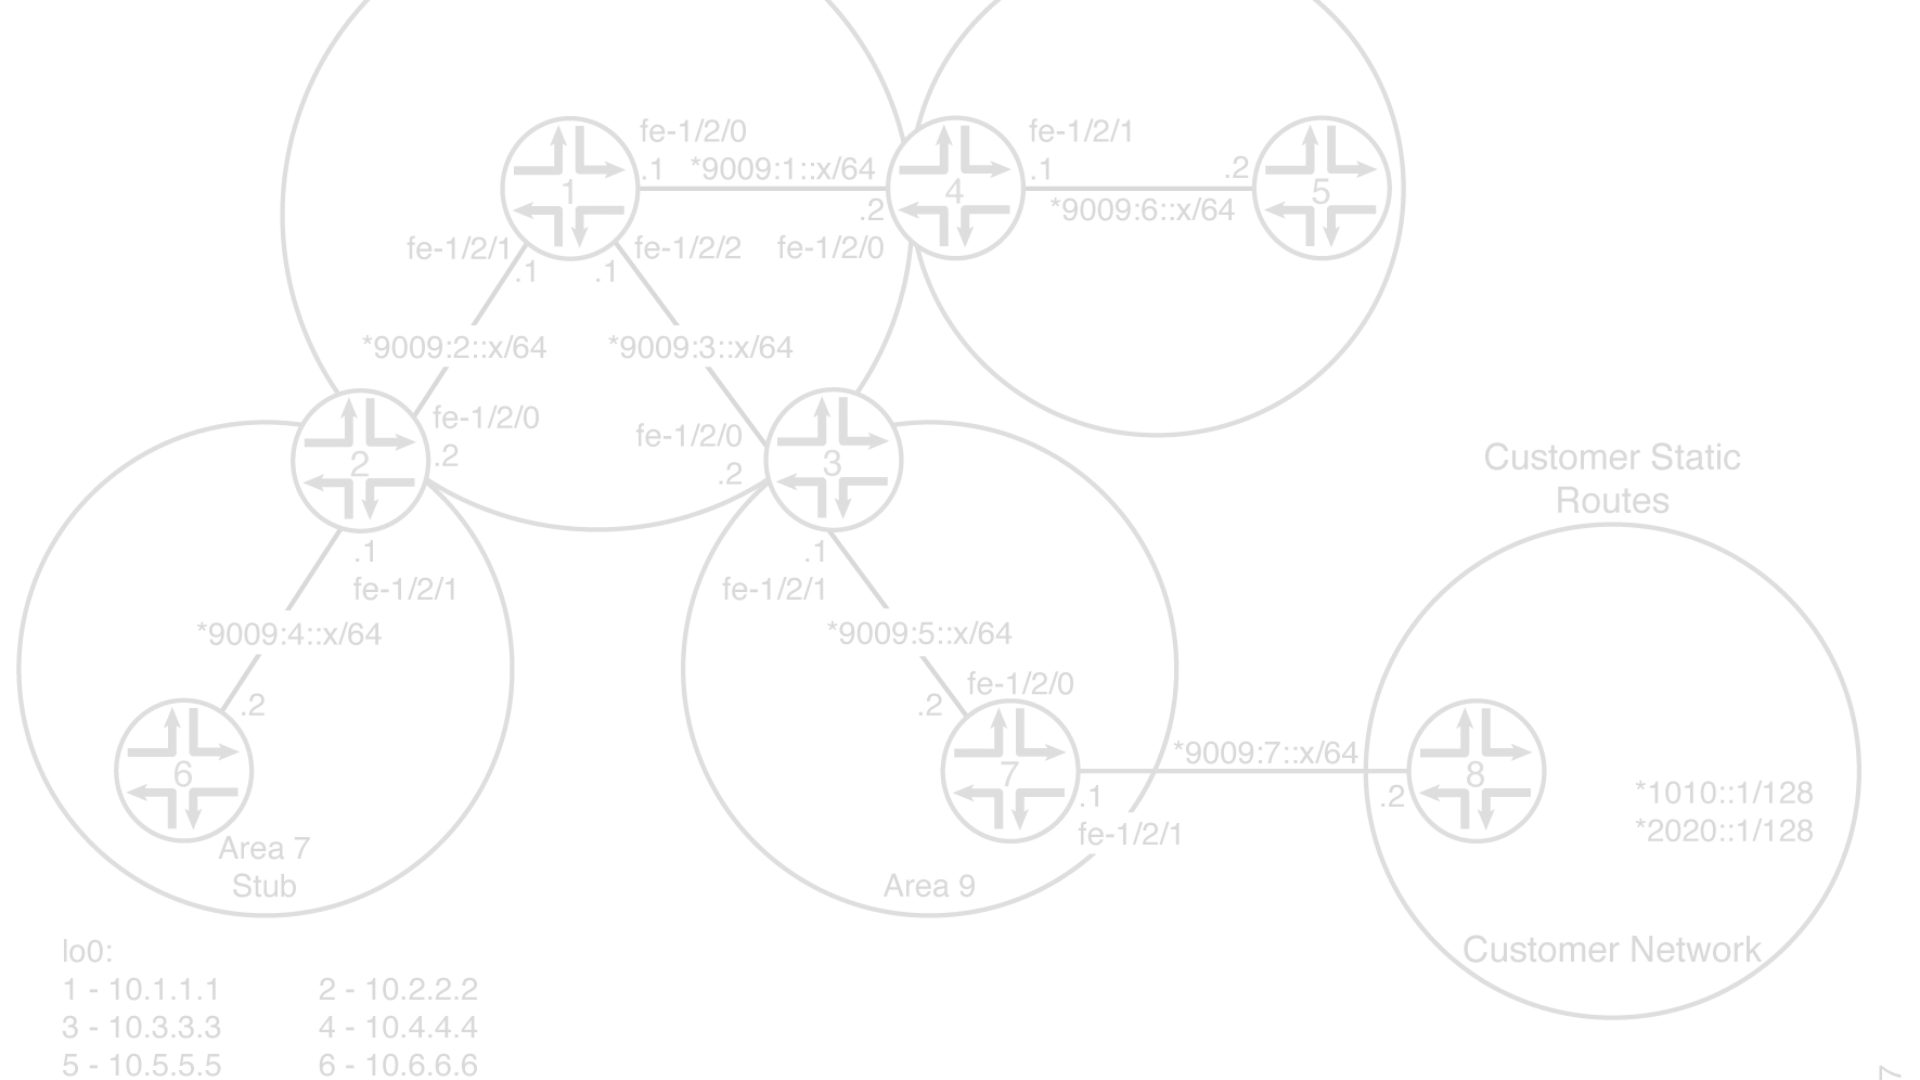 fe-1/2/0
fe-1/2/1
.1
*9009:1::x/64
.1
.2
1
4
5
.2
*9009:6::x/64
fe-1/2/1
fe-1/2/2
fe-1/2/0
.1
.1
*9009:2::x/64
*9009:3::x/64
fe-1/2/0
fe-1/2/0
.2
2
3
.2
Customer Static
Routes
.1
.1
fe-1/2/1
fe-1/2/1
*9009:4::x/64
*9009:5::x/64
fe-1/2/0
.2
.2
*9009:7::x/64
6
7
8
.1
.2
*1010::1/128
fe-1/2/1
*2020::1/128
Area 7
Stub
Area 9
Customer Network
lo0:
1 - 10.1.1.1
2 - 10.2.2.2
3 - 10.3.3.3
4 - 10.4.4.4
5 - 10.5.5.5
6 - 10.6.6.6
7